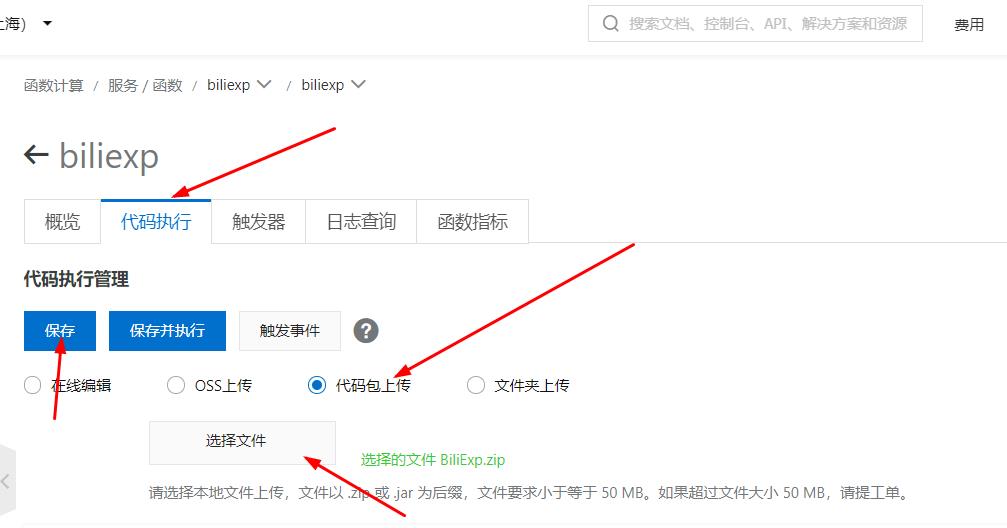 上海）
搜索文档、控制台、API、解决方案和资源
费用
函数计算 / 服务 / 函数 / biliexp / biliexp
biliexp
概览 代码执行 触发器 日志查询 函数指标
代码执行管理
保存 保存并执行 触发事件 ?
在线编辑 OSS上传 代码包上传 文件夹上传
选择文件
选择的文件 BiliExp.zip
请选择本地文件上传，文件以 .zip 或 .jar 为后缀，文件要求小于等于 50 MB。如果超过文件大小 50 MB，请提工单。